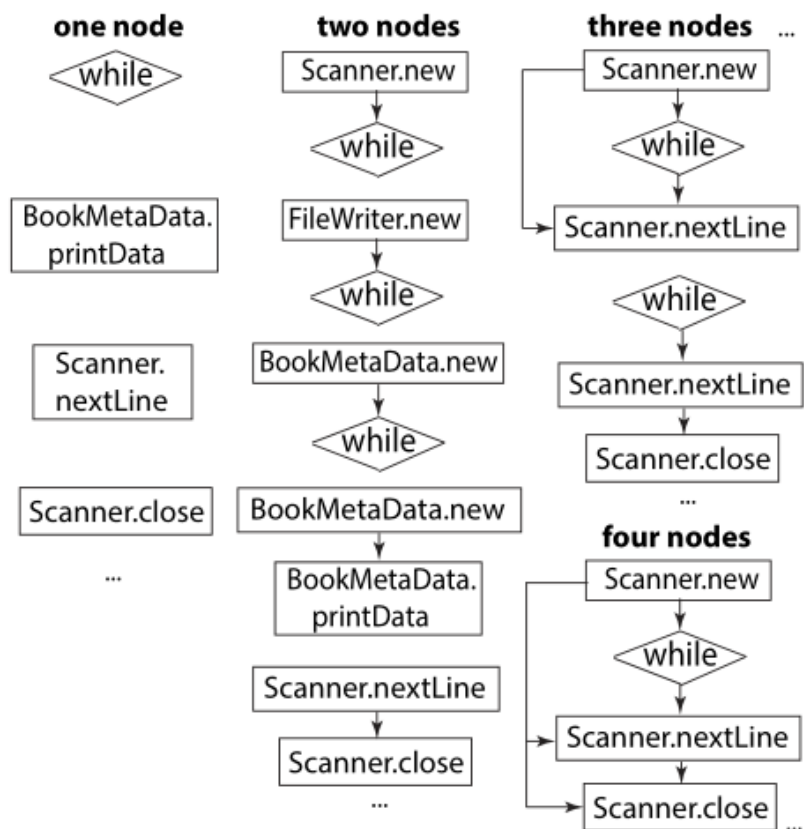 one node
while
BookMetaData.
printData
Scanner.
nextLine
Scanner.close
...
two nodes
Scanner.new
while
FileWriter.new
while
BookMetaData.new
while
BookMetaData.new
BookMetaData.
printData
Scanner.nextLine
Scanner.close
...
three nodes ...
Scanner.new
while
Scanner.nextLine
while
Scanner.nextLine
Scanner.close
...
four nodes
Scanner.new
while
Scanner.nextLine
Scanner.close
...